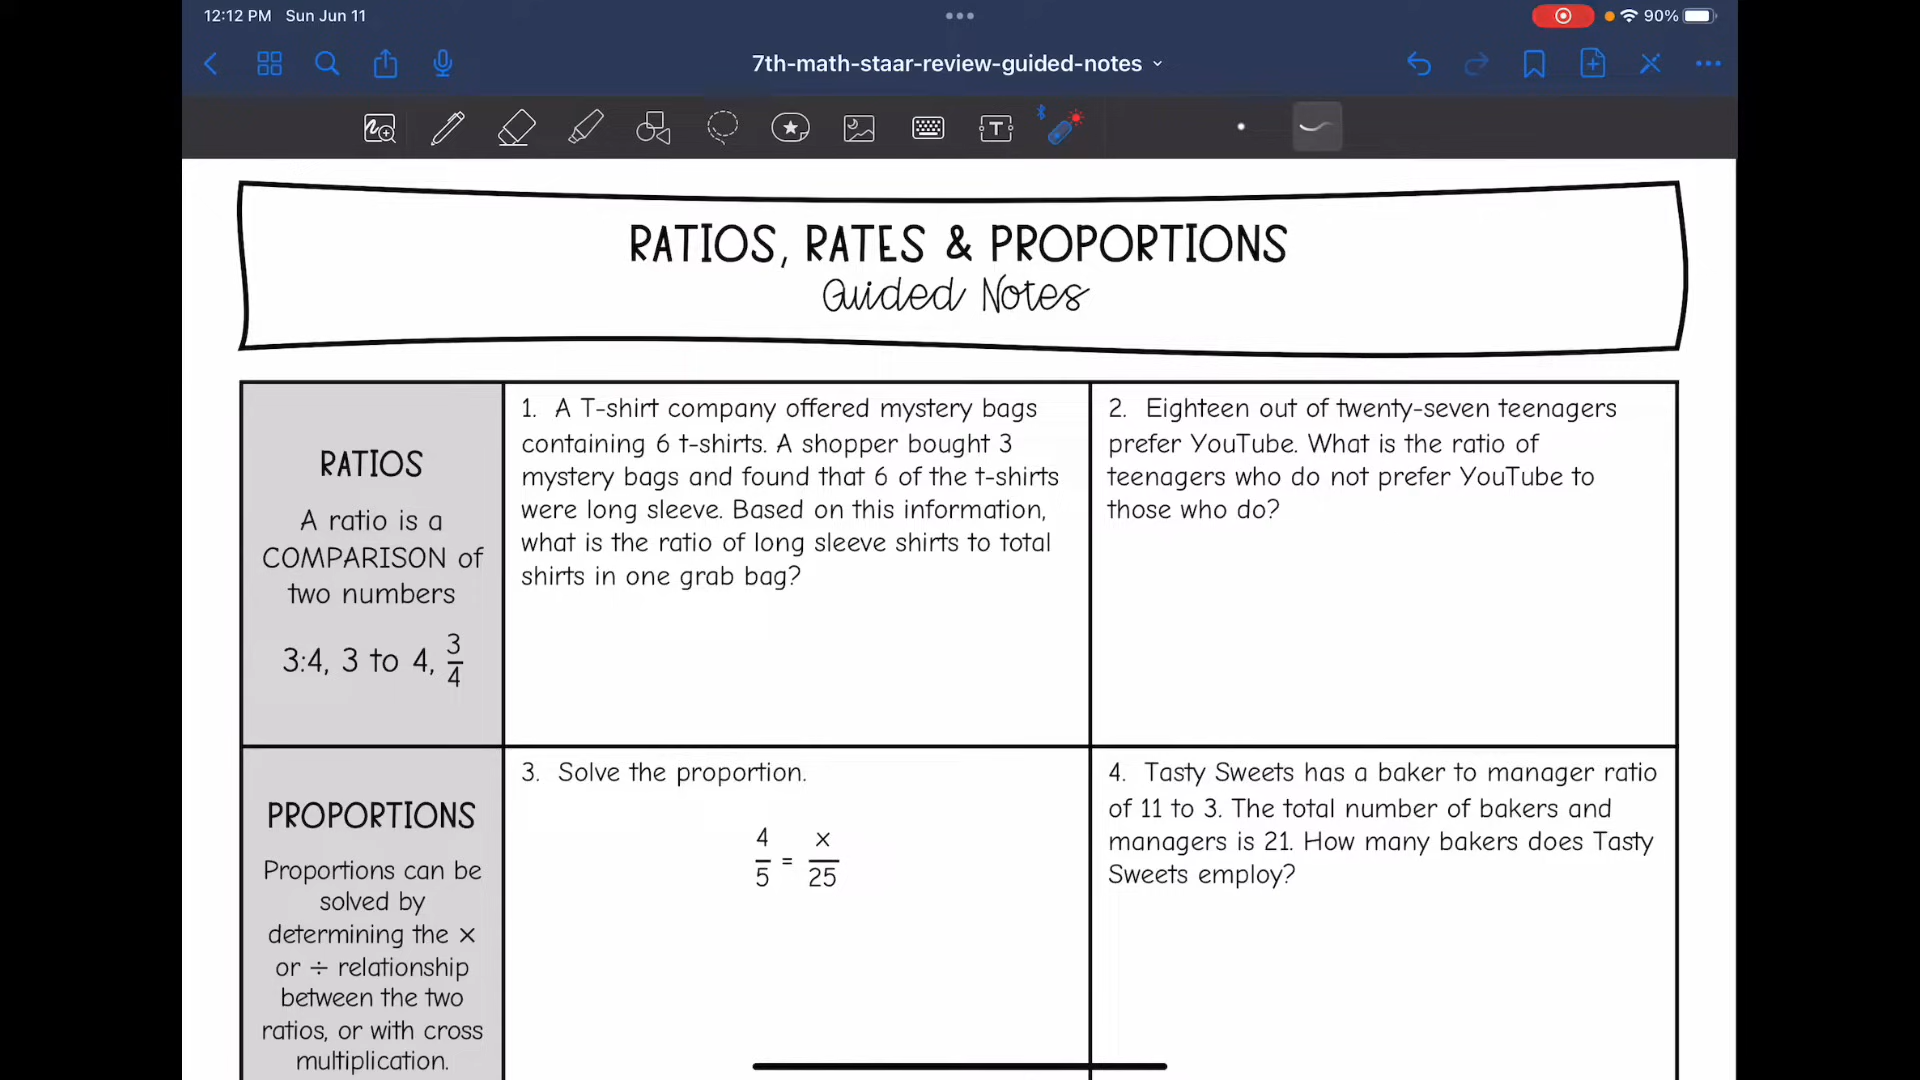 12:12 PM Sun Jun 11
90%
7th-math-staar-review-guided-notes
RATIOS, RATES & PROPORTIONS
Guided Notes
RATIOS
A ratio is a
COMPARISON of
two numbers
3:4, 3 to 4, 3/4
1. A T-shirt company offered mystery bags
containing 6 t-shirts. A shopper bought 3
mystery bags and found that 6 of the t-shirts
were long sleeve. Based on this information,
what is the ratio of long sleeve shirts to total
shirts in one grab bag?
2. Eighteen out of twenty-seven teenagers
prefer YouTube. What is the ratio of
teenagers who do not prefer YouTube to
those who do?
PROPORTIONS
Proportions can be
solved by
determining the ×
or ÷ relationship
between the two
ratios, or with cross
multiplication.
3. Solve the proportion.
4/5 = x/25
4. Tasty Sweets has a baker to manager ratio
of 11 to 3. The total number of bakers and
managers is 21. How many bakers does Tasty
Sweets employ?